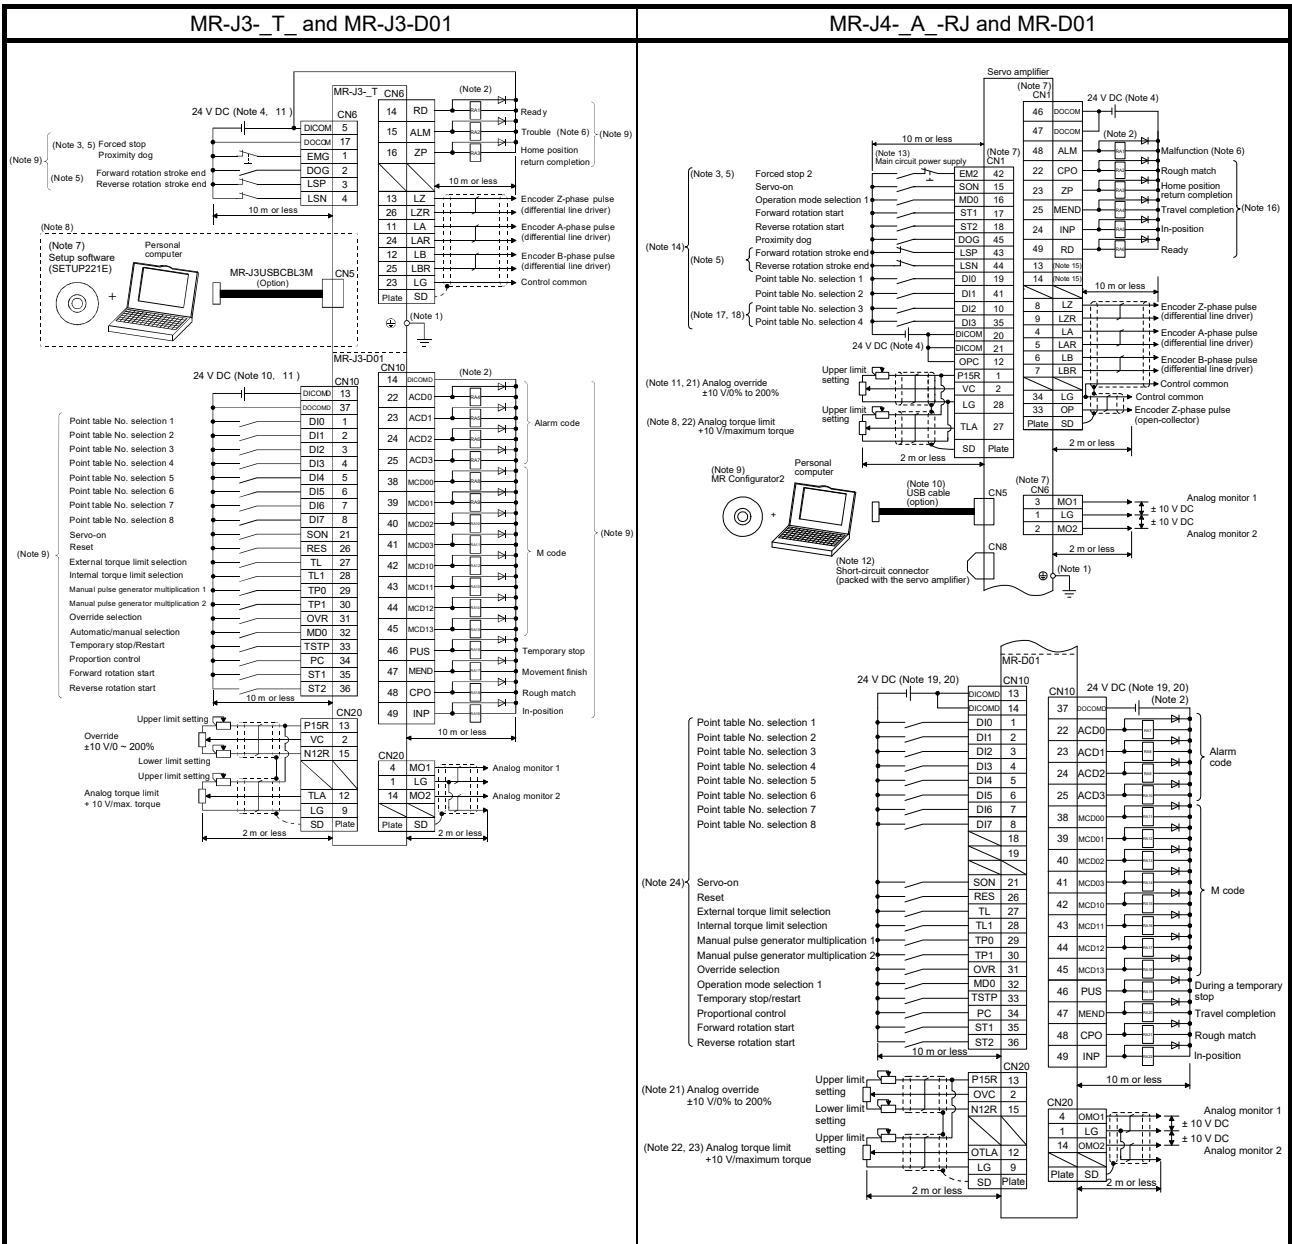 MR-J3-_T_ and MR-J3-D01
MR-J3-_T
24 V DC (Note 4, 11)
CN6
DICOM 5
DOCOM 17
(Note 3, 5) Forced stop EMG 1
(Note 9)
Proximity dog DOG 2
(Note 5) Forward rotation stroke end LSP 3
Reverse rotation stroke end LSN 4
10 m or less
CN6
(Note 2)
14 RD RA1 Ready
15 ALM RA2 Trouble (Note 6)
16 ZP RA3 Home position
return completion
(Note 9)
10 m or less
13 LZ Encoder Z-phase pulse
26 LZR (differential line driver)
11 LA Encoder A-phase pulse
24 LAR (differential line driver)
12 LB Encoder B-phase pulse
25 LBR (differential line driver)
23 LG Control common
Plate SD
(Note 1)
(Note 8)
(Note 7)
Setup software
(SETUP221E)
+
Personal
computer
MR-J3USBCBL3M
(Option)
CN5
MR-J3-D01
24 V DC (Note 10, 11)
CN10
DICOMD 13
DOCOMD 37
Point table No. selection 1 DI0 1
Point table No. selection 2 DI1 2
Point table No. selection 3 DI2 3
Point table No. selection 4 DI3 4
Point table No. selection 5 DI4 5
Point table No. selection 6 DI5 6
Point table No. selection 7 DI6 7
Point table No. selection 8 DI7 8
Servo-on SON 21
Reset RES 26
(Note 9)
External torque limit selection TL 27
Internal torque limit selection TL1 28
Manual pulse generator multiplication 1 TP0 29
Manual pulse generator multiplication 2 TP1 30
Override selection OVR 31
Automatic/manual selection MD0 32
Temporary stop/Restart TSTP 33
Proportion control PC 34
Forward rotation start ST1 35
Reverse rotation start ST2 36
10 m or less
CN10
14 DICOMD
(Note 2)
22 ACD0
23 ACD1
24 ACD2
25 ACD3
Alarm code
38 MCD00
39 MCD01
40 MCD02
41 MCD03
42 MCD10
43 MCD11
44 MCD12
45 MCD13
M code
(Note 9)
46 PUS Temporary stop
47 MEND Movement finish
48 CPO Rough match
49 INP In-position
10 m or less
CN20
Upper limit setting P15R 13
Override
±10 V/0 ~ 200%
VC 2
Lower limit setting N12R 15
Upper limit setting
Analog torque limit
+ 10 V/max. torque
TLA 12
LG 9
SD Plate
2 m or less
CN20
4 MO1 Analog monitor 1
1 LG
14 MO2 Analog monitor 2
Plate SD
2 m or less
MR-J4-_A_-RJ and MR-D01
Servo amplifier
(Note 7)
CN1
24 V DC (Note 4)
46 DOCOM
47 DOCOM
(Note 2)
48 ALM Malfunction (Note 6)
22 CPO Rough match
23 ZP Home position
return completion
25 MEND Travel completion
(Note 16)
24 INP In-position
49 RD Ready
13 (Note 15)
14 (Note 15)
10 m or less
8 LZ Encoder Z-phase pulse
9 LZR (differential line driver)
4 LA Encoder A-phase pulse
5 LAR (differential line driver)
6 LB Encoder B-phase pulse
7 LBR (differential line driver)
Control common
34 LG Control common
33 OP Encoder Z-phase pulse
(open-collector)
Plate SD
2 m or less
10 m or less
(Note 13)
Main circuit power supply
(Note 7)
CN1
(Note 3, 5) Forced stop 2 EM2 42
Servo-on SON 15
Operation mode selection 1 MD0 16
Forward rotation start ST1 17
Reverse rotation start ST2 18
(Note 14)
Proximity dog DOG 45
(Note 5)
Forward rotation stroke end LSP 43
Reverse rotation stroke end LSN 44
Point table No. selection 1 DI0 19
Point table No. selection 2 DI1 41
(Note 17, 18)
Point table No. selection 3 DI2 10
Point table No. selection 4 DI3 35
DICOM 20
24 V DC (Note 4)
DICOM 21
OPC 12
Upper limit
setting
P15R 1
(Note 11, 21) Analog override
±10 V/0% to 200%
VC 2
LG 28
Upper limit
setting
(Note 8, 22) Analog torque limit
+10 V/maximum torque
TLA 27
SD Plate
2 m or less
(Note 9)
MR Configurator2
+
Personal
computer
(Note 10)
USB cable
(option)
CN5
CN8
(Note 12)
Short-circuit connector
(packed with the servo amplifier)
(Note 7)
CN6
3 MO1
1 LG
2 MO2
Analog monitor 1
± 10 V DC
± 10 V DC
Analog monitor 2
2 m or less
(Note 1)
MR-D01
24 V DC (Note 19, 20)
CN10
DICOMD 13
DICOMD 14
Point table No. selection 1 DI0 1
Point table No. selection 2 DI1 2
Point table No. selection 3 DI2 3
Point table No. selection 4 DI3 4
Point table No. selection 5 DI4 5
Point table No. selection 6 DI5 6
Point table No. selection 7 DI6 7
Point table No. selection 8 DI7 8
18
19
(Note 24)
Servo-on SON 21
Reset RES 26
External torque limit selection TL 27
Internal torque limit selection TL1 28
Manual pulse generator multiplication 1 TP0 29
Manual pulse generator multiplication 2 TP1 30
Override selection OVR 31
Operation mode selection 1 MD0 32
Temporary stop/restart TSTP 33
Proportional control PC 34
Forward rotation start ST1 35
Reverse rotation start ST2 36
10 m or less
CN10
24 V DC (Note 19, 20)
(Note 2)
37 DOCOMD
22 ACD0
23 ACD1
24 ACD2
25 ACD3
Alarm
code
38 MCD00
39 MCD01
40 MCD02
41 MCD03
42 MCD10
43 MCD11
44 MCD12
45 MCD13
M code
46 PUS During a temporary
stop
47 MEND Travel completion
48 CPO Rough match
49 INP In-position
10 m or less
CN20
Upper limit
setting
P15R 13
(Note 21) Analog override
±10 V/0% to 200%
OVC 2
Lower limit
setting
N12R 15
Upper limit
setting
(Note 22, 23) Analog torque limit
+10 V/maximum torque
OTLA 12
LG 9
SD Plate
2 m or less
CN20
4 OMO1
1 LG
14 OMO2
Plate SD
Analog monitor 1
± 10 V DC
± 10 V DC
Analog monitor 2
2 m or less